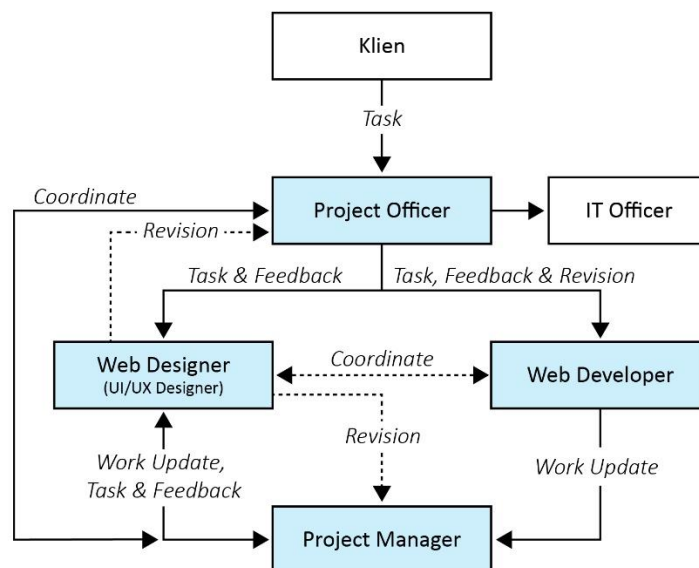 Klien
Task
Coordinate
Project Officer
IT Officer
Revision
Task & Feedback
Task, Feedback & Revision
Web Designer
(UI/UX Designer)
Coordinate
Web Developer
Revision
Work Update,
Task & Feedback
Work Update
Project Manager